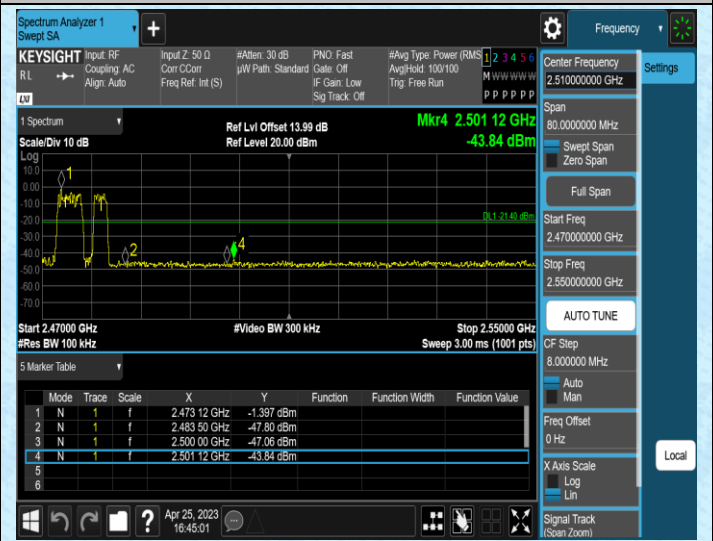 Spectrum Analyzer 1
Swept SA
+
Frequency
KEYSIGHT
RL
LXI
Input: RF
Coupling: AC
Align: Auto
Input Z: 50 Ω
Corr CCorr
Freq Ref: Int (S)
#Atten: 30 dB
µW Path: Standard
PNO: Fast
Gate: Off
IF Gain: Low
Sig Track: Off
#Avg Type: Power (RMS
Avg|Hold: 100/100
Trig: Free Run
1 2 3 4 5 6
M W W W W W
P P P P P P
1 Spectrum
Scale/Div 10 dB
Ref Lvl Offset 13.99 dB
Ref Level 20.00 dBm
Mkr4 2.501 12 GHz
-43.84 dBm
Log
10.0
0.00
-10.0
-20.0
-30.0
-40.0
-50.0
-60.0
-70.0
1
2
4
DL1 -21.40 dBm
Start 2.47000 GHz
#Video BW 300 kHz
Stop 2.55000 GHz
#Res BW 100 kHz
Sweep 3.00 ms (1001 pts)
5 Marker Table
Mode Trace Scale X Y Function Function Width Function Value
1 N 1 f 2.473 12 GHz -1.397 dBm
2 N 1 f 2.483 50 GHz -47.80 dBm
3 N 1 f 2.500 00 GHz -47.06 dBm
4 N 1 f 2.501 12 GHz -43.84 dBm
5
6
?
Apr 25, 2023
16:45:01
Center Frequency
2.510000000 GHz
Span
80.0000000 MHz
Swept Span
Zero Span
Full Span
Start Freq
2.470000000 GHz
Stop Freq
2.550000000 GHz
AUTO TUNE
CF Step
8.000000 MHz
Auto
Man
Freq Offset
0 Hz
X Axis Scale
Log
Lin
Signal Track
(Span Zoom)
Settings
Local